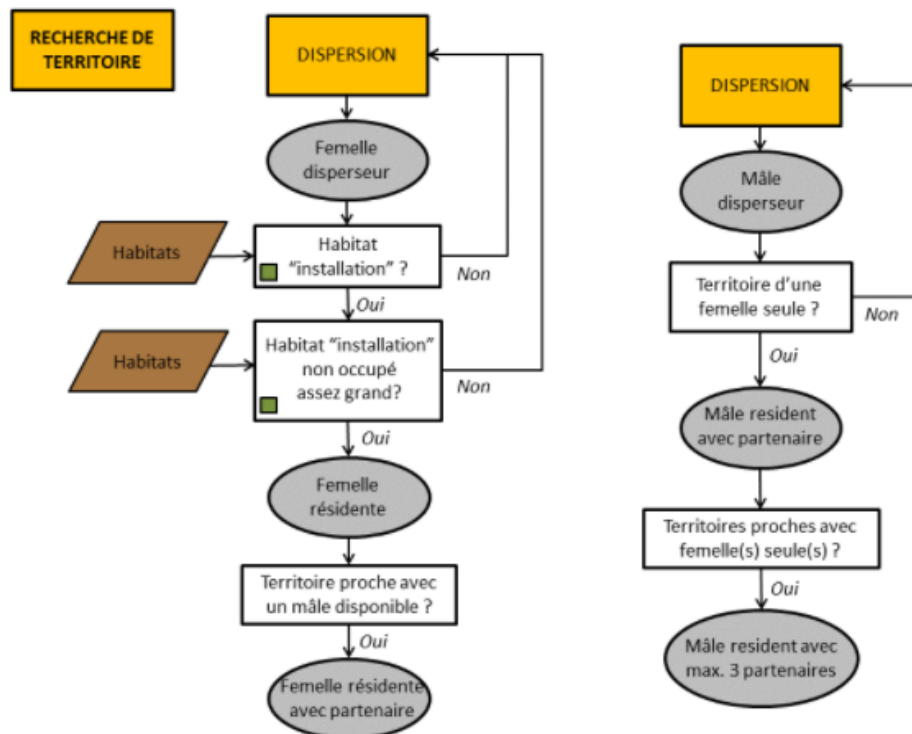 RECHERCHE DE
TERRITOIRE
DISPERSION
Femelle
disperseur
Habitats
Habitat
“installation” ?
Non
Oui
Habitats
Habitat “installation”
non occupé
assez grand?
Non
Oui
Femelle
résidente
Territoire proche avec
un mâle disponible ?
Oui
Femelle résidente
avec partenaire
DISPERSION
Mâle
disperseur
Territoire d’une
femelle seule ?
Non
Oui
Mâle resident
avec partenaire
Territoires proches avec
femelle(s) seule(s) ?
Oui
Mâle resident avec
max. 3 partenaires